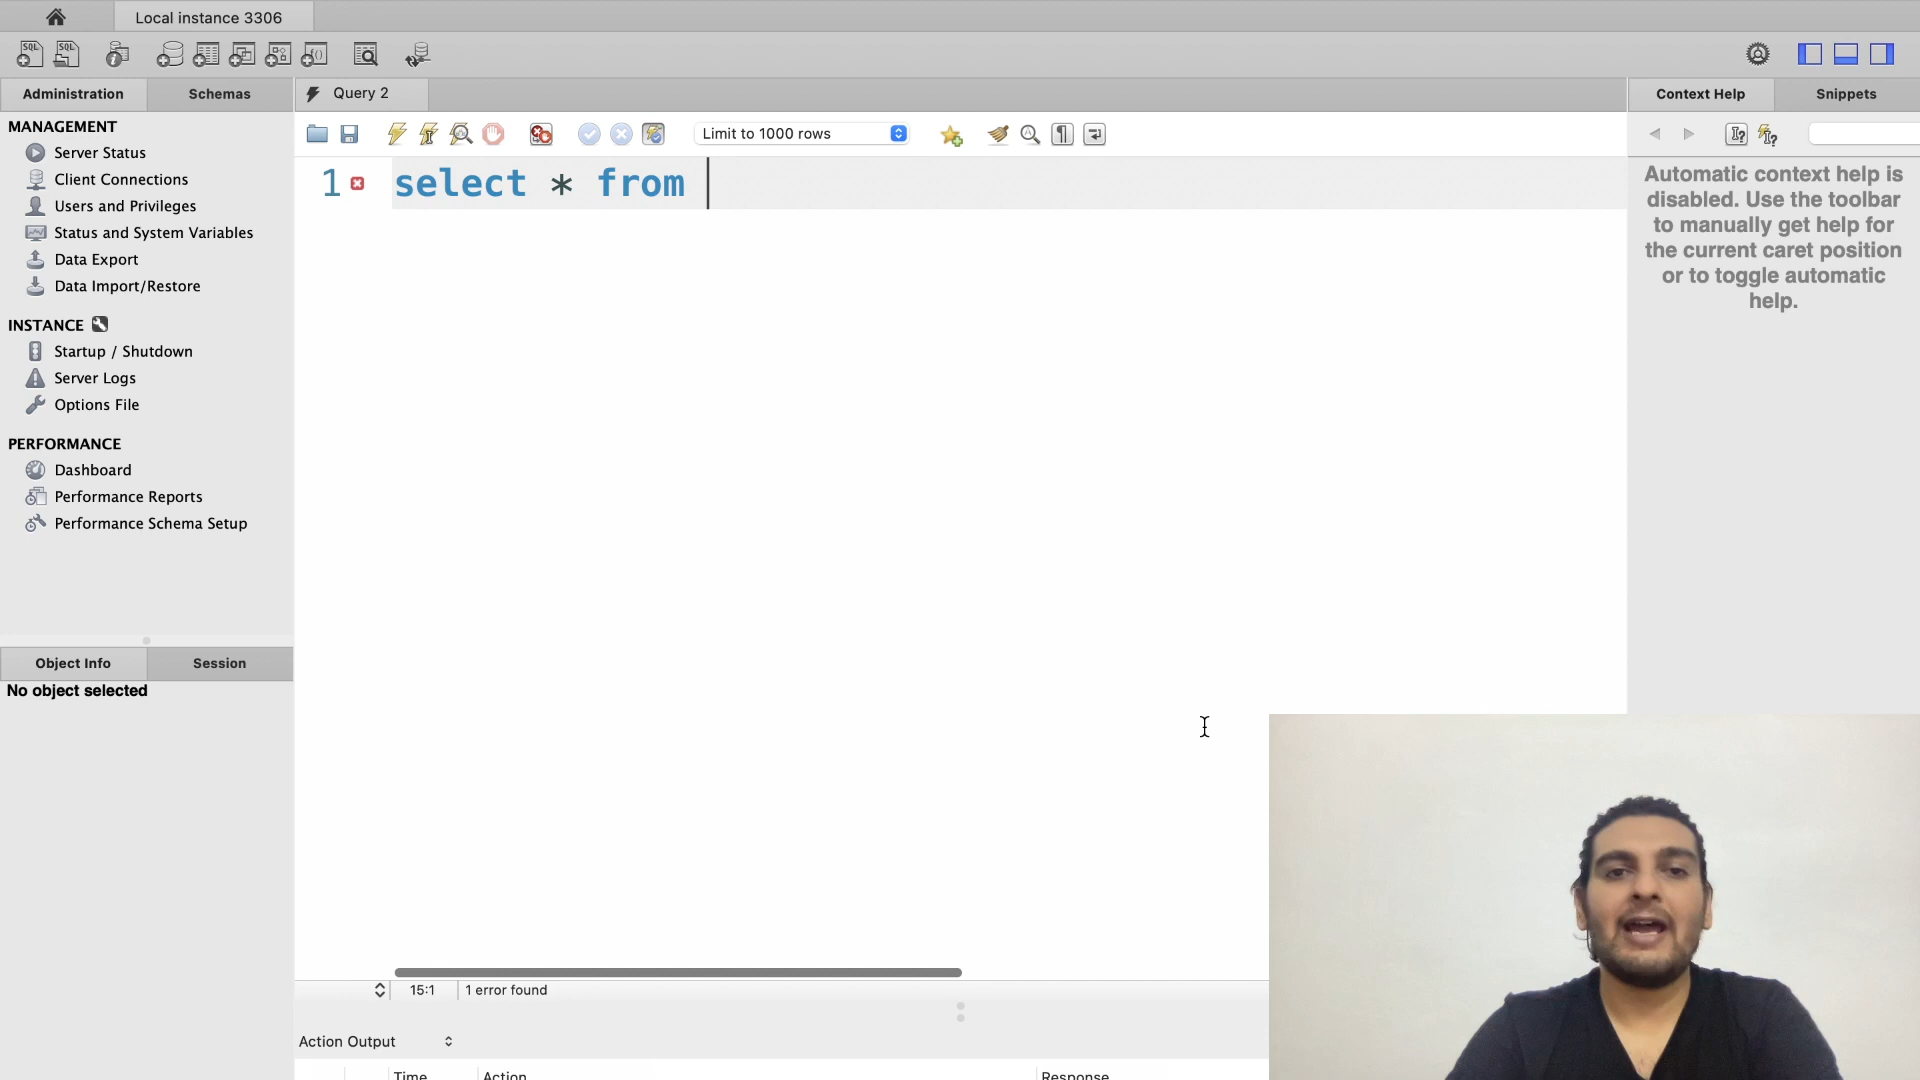 Local instance 3306
SQL
SQL
Administration
Schemas
Query 2
Context Help
Snippets
MANAGEMENT
Server Status
Client Connections
Users and Privileges
Status and System Variables
Data Export
Data Import/Restore
INSTANCE
Startup / Shutdown
Server Logs
Options File
PERFORMANCE
Dashboard
Performance Reports
Performance Schema Setup
Object Info
Session
No object selected
Limit to 1000 rows
1 select * from
Automatic context help is
disabled. Use the toolbar
to manually get help for
the current caret position
or to toggle automatic
help.
15:1
1 error found
Action Output
Time
Action
Response